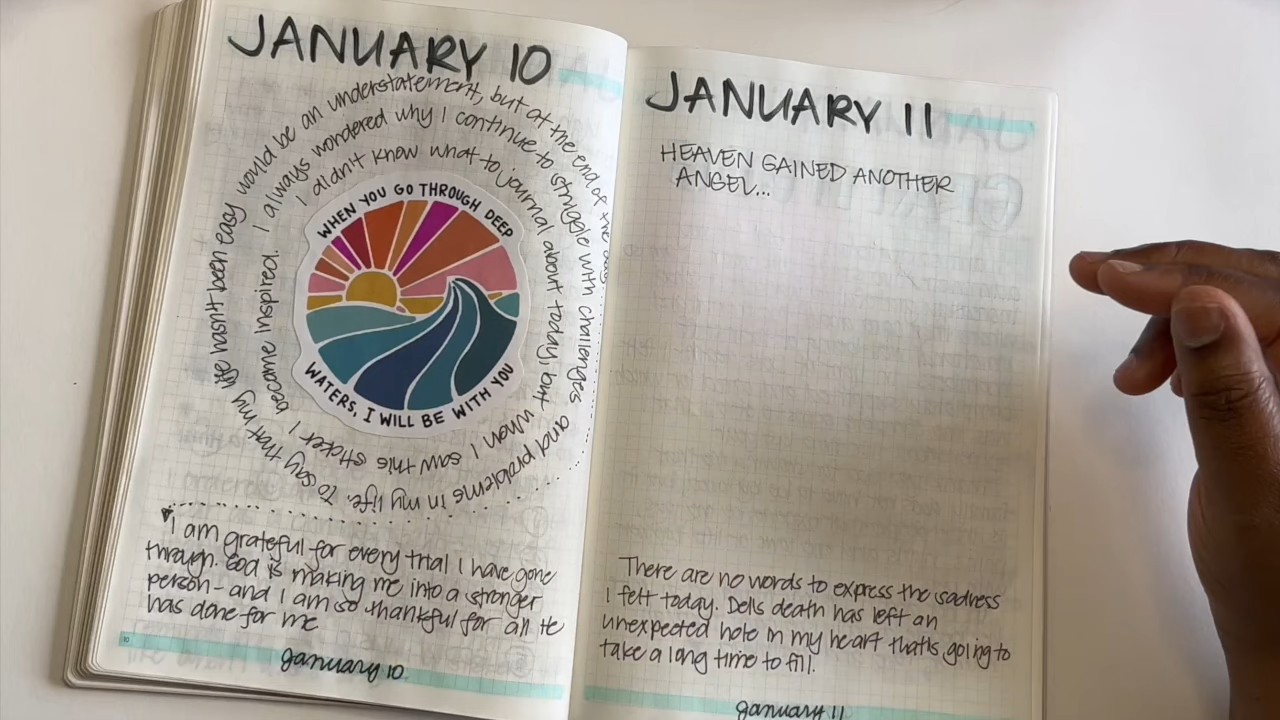 JANUARY 10
I didn't know what to journal about today, but when I saw this sticker I
became inspired. I always wondered why I continue to struggle with challenges and problems in my life. To say that my
life hasn't been easy would be an understatement, but at the end of the day...
WHEN YOU GO THROUGH DEEP
WATERS, I WILL BE WITH YOU
I am grateful for every trial I have gone
through. God is making me into a stronger
person - and I am so thankful for all He
has done for me
10
January 10
JANUARY 11
HEAVEN GAINED ANOTHER
ANGEL...
There are no words to express the sadness
I felt today. Dells death has left an
unexpected hole in my heart thats going to
take a long time to fill.
January 11